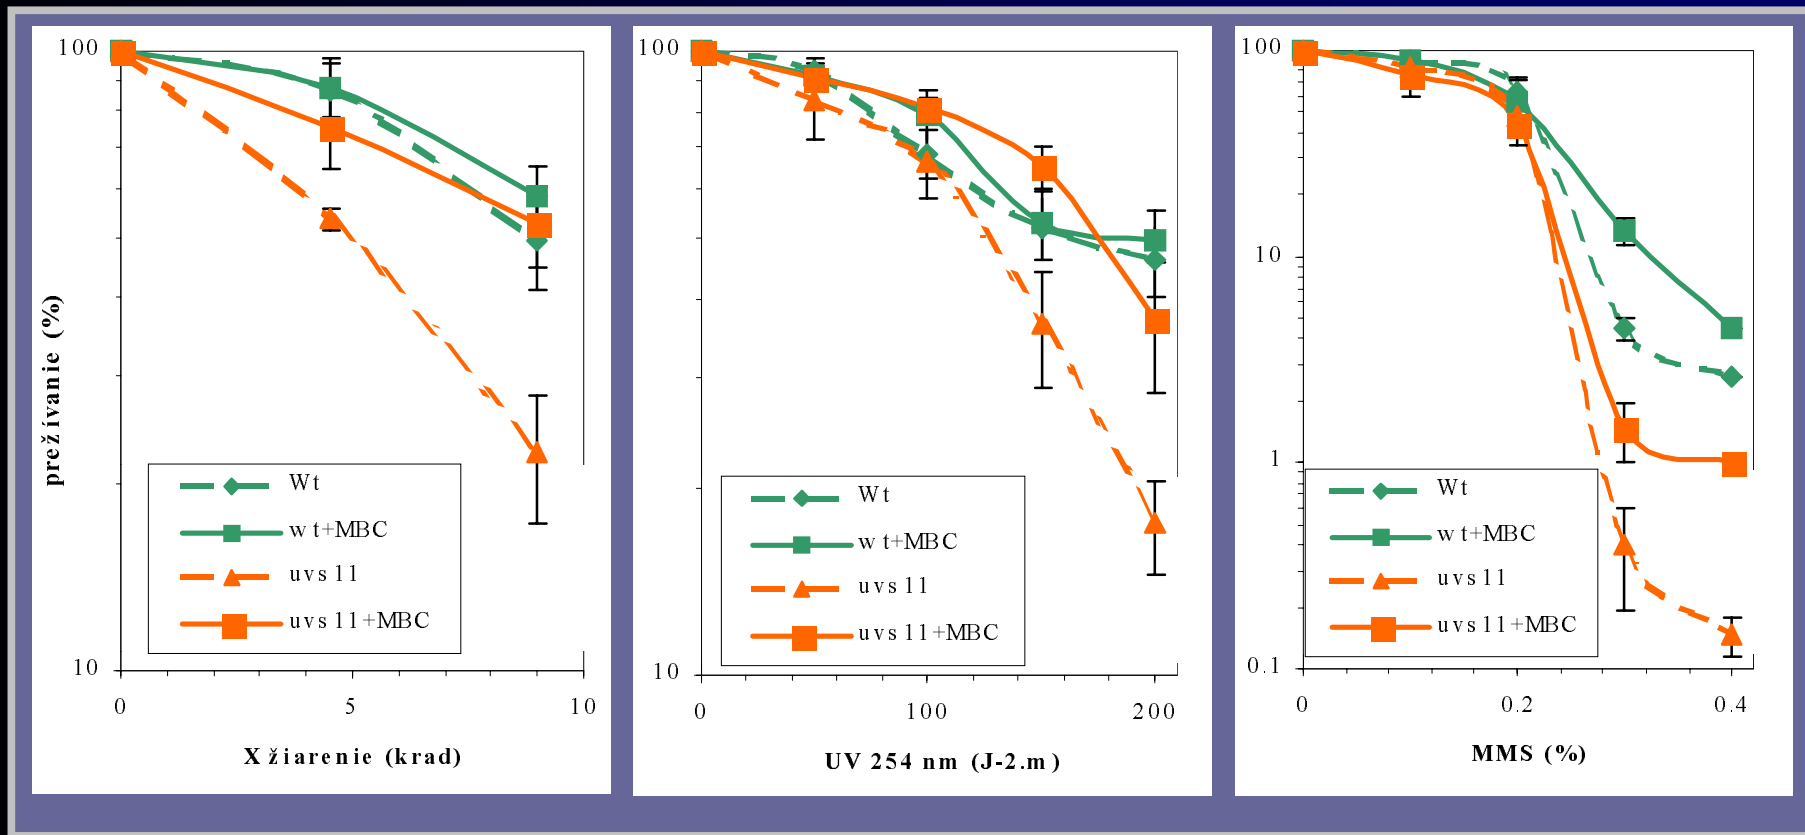 100
10
prežívanie (%)
0
5
10
X žiarenie (krad)
Wt
wt+MBC
uvs11
uvs11+MBC
100
10
0
100
200
UV 254 nm (J-2.m)
Wt
wt+MBC
uvs11
uvs11+MBC
100
10
1
0.1
0
0.2
0.4
MMS (%)
Wt
wt+MBC
uvs11
uvs11+MBC